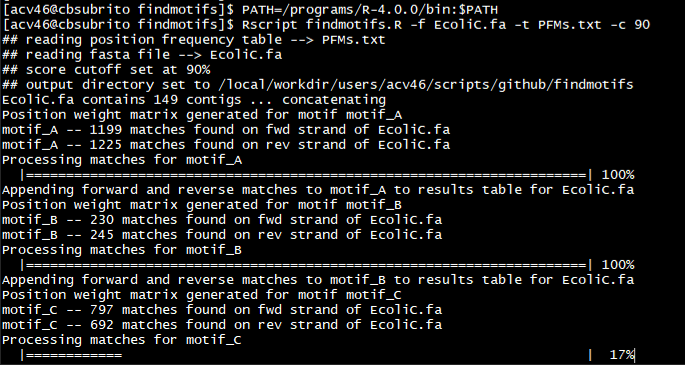 [acv46@cbsubrito findmotifs]$ PATH=/programs/R-4.0.0/bin:$PATH
[acv46@cbsubrito findmotifs]$ Rscript findmotifs.R -f EcoliC.fa -t PFMs.txt -c 90
## reading position frequency table --> PFMs.txt
## reading fasta file --> EcoliC.fa
## score cutoff set at 90%
## output directory set to /local/workdir/users/acv46/scripts/github/findmotifs
EcoliC.fa contains 149 contigs ... concatenating
Position weight matrix generated for motif motif_A
motif_A -- 1199 matches found on fwd strand of EcoliC.fa
motif_A -- 1225 matches found on rev strand of EcoliC.fa
Processing matches for motif_A
|======================================================================| 100%
Appending forward and reverse matches to motif_A to results table for EcoliC.fa
Position weight matrix generated for motif motif_B
motif_B -- 230 matches found on fwd strand of EcoliC.fa
motif_B -- 245 matches found on rev strand of EcoliC.fa
Processing matches for motif_B
|======================================================================| 100%
Appending forward and reverse matches to motif_B to results table for EcoliC.fa
Position weight matrix generated for motif motif_C
motif_C -- 797 matches found on fwd strand of EcoliC.fa
motif_C -- 692 matches found on rev strand of EcoliC.fa
Processing matches for motif_C
|============                                                          |  17%